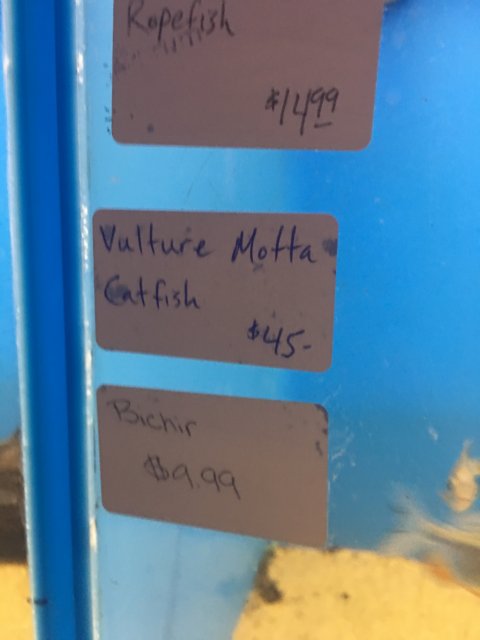 Ropefish
$14.99
Vulture Motta
Catfish
$45-
Bichir
$9.99